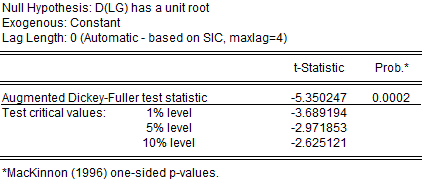 Null Hypothesis: D(LG) has a unit root
Exogenous: Constant
Lag Length: 0 (Automatic - based on SIC, maxlag=4)
t-Statistic Prob.*
Augmented Dickey-Fuller test statistic -5.350247 0.0002
Test critical values: 1% level -3.689194
5% level -2.971853
10% level -2.625121
*MacKinnon (1996) one-sided p-values.